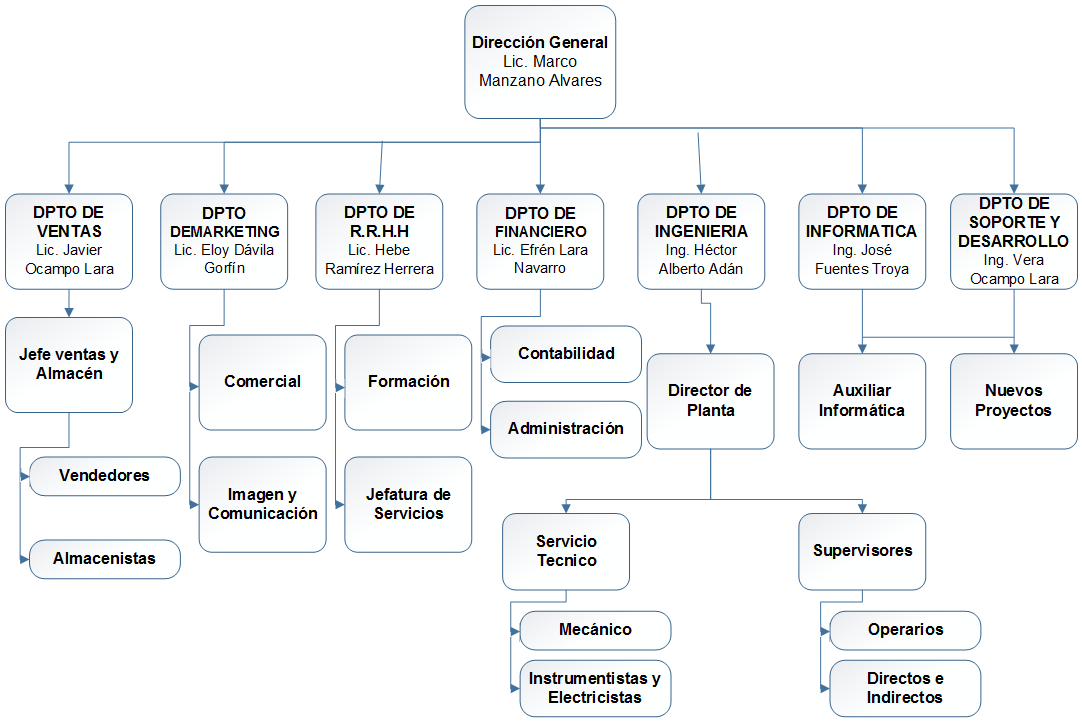 Dirección General
Lic. Marco
Manzano Alvares
DPTO DE
VENTAS
Lic. Javier
Ocampo Lara
DPTO
DEMARKETING
Lic. Eloy Dávila
Gorfín
DPTO DE
R.R.H.H
Lic. Hebe
Ramírez Herrera
DPTO DE
FINANCIERO
Lic. Efrén Lara
Navarro
DPTO DE
INGENIERIA
Ing. Héctor
Alberto Adán
DPTO DE
INFORMATICA
Ing. José
Fuentes Troya
DPTO DE
SOPORTE Y
DESARROLLO
Ing. Vera
Ocampo Lara
Jefe ventas y
Almacén
Vendedores
Almacenistas
Comercial
Imagen y
Comunicación
Formación
Jefatura de
Servicios
Contabilidad
Administración
Director de
Planta
Auxiliar
Informática
Nuevos
Proyectos
Servicio
Tecnico
Supervisores
Mecánico
Instrumentistas y
Electricistas
Operarios
Directos e
Indirectos